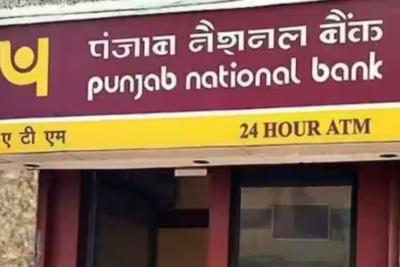 पंजाब नैशनल बैंक
punjab national bank
ए टी एम 24 HOUR ATM